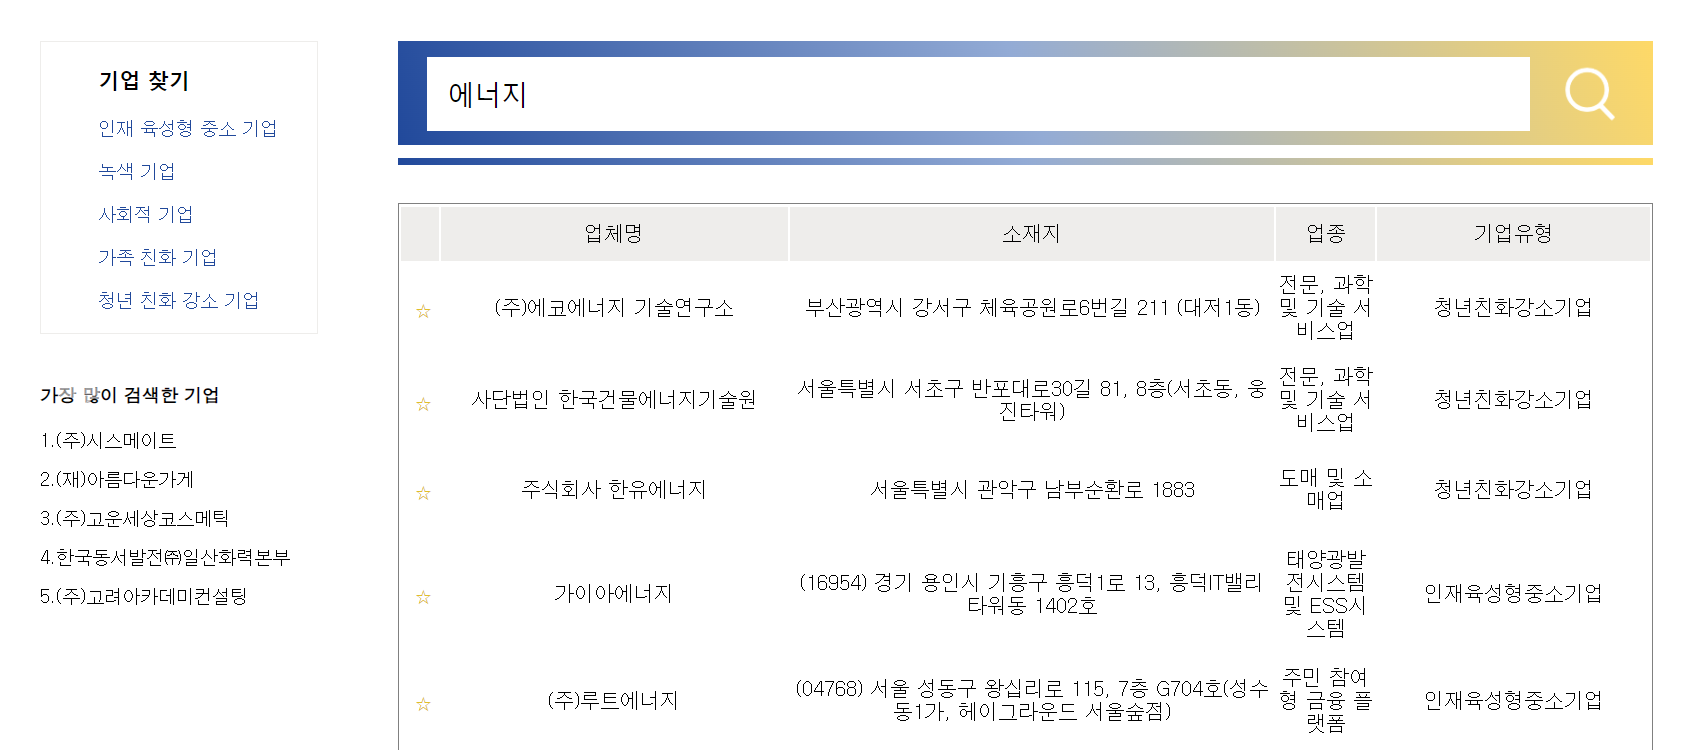 기업 찾기
인재 육성형 중소 기업
녹색 기업
사회적 기업
가족 친화 기업
청년 친화 강소 기업
가장 많이 검색한 기업
1.(주)시스메이트
2.(재)아름다운가게
3.(주)고운세상코스메틱
4.한국동서발전㈜일산화력본부
5.(주)고려아카데미컨설팅
에너지
업체명 소재지 업종 기업유형
☆ (주)에코에너지 기술연구소 부산광역시 강서구 체육공원로6번길 211 (대저1동) 전문, 과학
및 기술 서
비스업
청년친화강소기업
☆ 사단법인 한국건물에너지기술원 서울특별시 서초구 반포대로30길 81, 8층(서초동, 웅
진타워)
전문, 과학
및 기술 서
비스업
청년친화강소기업
☆ 주식회사 한유에너지 서울특별시 관악구 남부순환로 1883 도매 및 소
매업
청년친화강소기업
☆ 가이아에너지 (16954) 경기 용인시 기흥구 흥덕1로 13, 흥덕IT밸리
타워동 1402호
태양광발
전시스템
및 ESS시
스템
인재육성형중소기업
☆ (주)루트에너지 (04768) 서울 성동구 왕십리로 115, 7층 G704호(성수
동1가, 헤이그라운드 서울숲점)
주민 참여
형 금융 플
랫폼
인재육성형중소기업